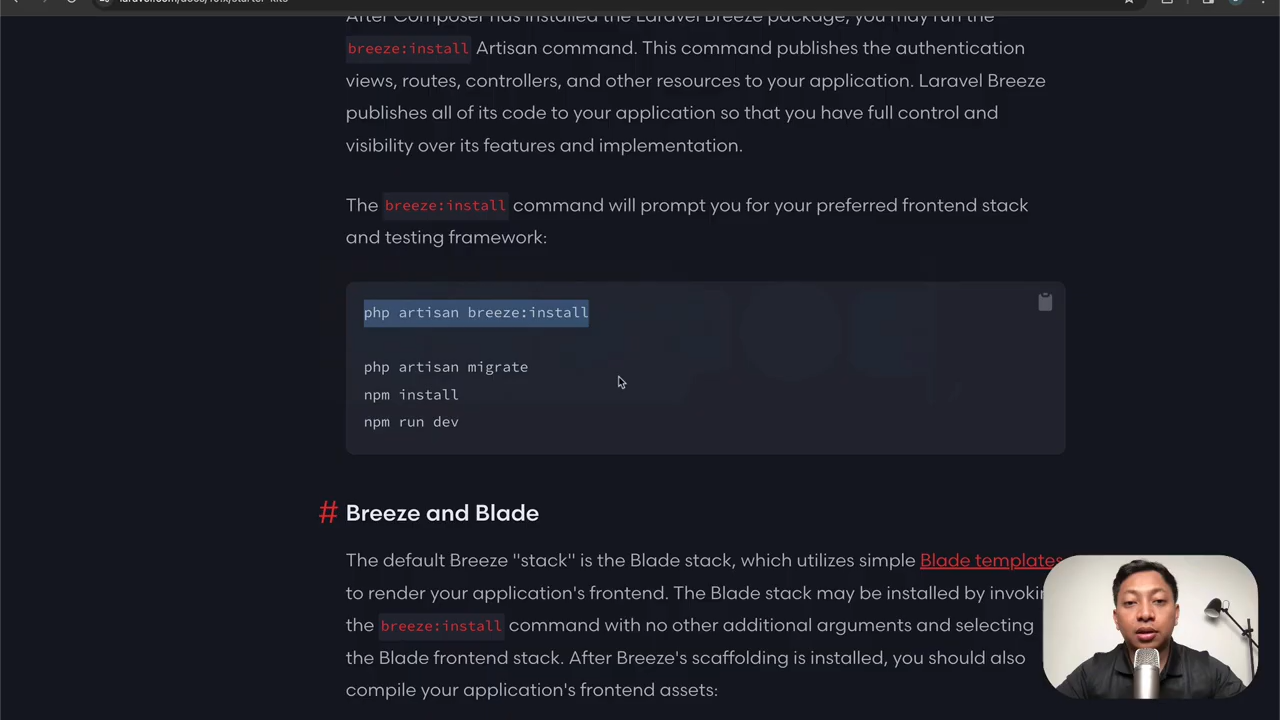 laravel.com/docs/10.x/starter-kits
After Composer has installed the Laravel Breeze package, you may run the
breeze:install Artisan command. This command publishes the authentication
views, routes, controllers, and other resources to your application. Laravel Breeze
publishes all of its code to your application so that you have full control and
visibility over its features and implementation.
The breeze:install command will prompt you for your preferred frontend stack
and testing framework:
php artisan breeze:install
php artisan migrate
npm install
npm run dev
# Breeze and Blade
The default Breeze "stack" is the Blade stack, which utilizes simple Blade templates
to render your application's frontend. The Blade stack may be installed by invokin
the breeze:install command with no other additional arguments and selecting
the Blade frontend stack. After Breeze's scaffolding is installed, you should also
compile your application's frontend assets: